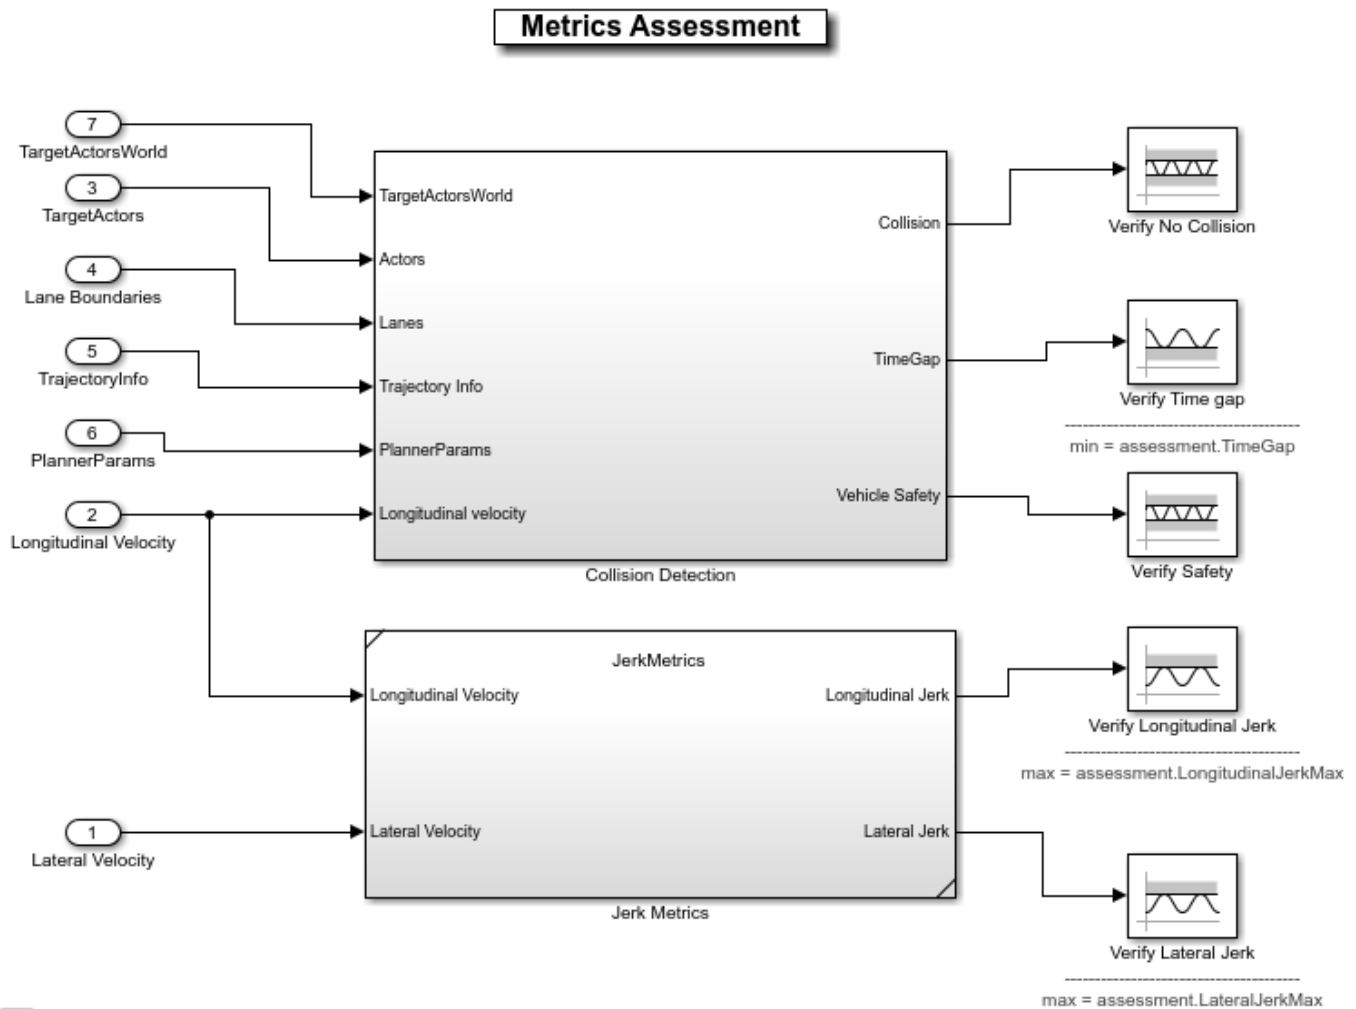 Metrics Assessment
7
TargetActorsWorld
3
TargetActors
4
Lane Boundaries
5
TrajectoryInfo
6
PlannerParams
2
Longitudinal Velocity
1
Lateral Velocity
TargetActorsWorld
Actors
Lanes
Trajectory Info
PlannerParams
Longitudinal velocity
Collision
TimeGap
Vehicle Safety
Collision Detection
JerkMetrics
Longitudinal Velocity
Lateral Velocity
Longitudinal Jerk
Lateral Jerk
Jerk Metrics
Verify No Collision
Verify Time gap
min = assessment.TimeGap
Verify Safety
Verify Longitudinal Jerk
max = assessment.LongitudinalJerkMax
Verify Lateral Jerk
max = assessment.LateralJerkMax